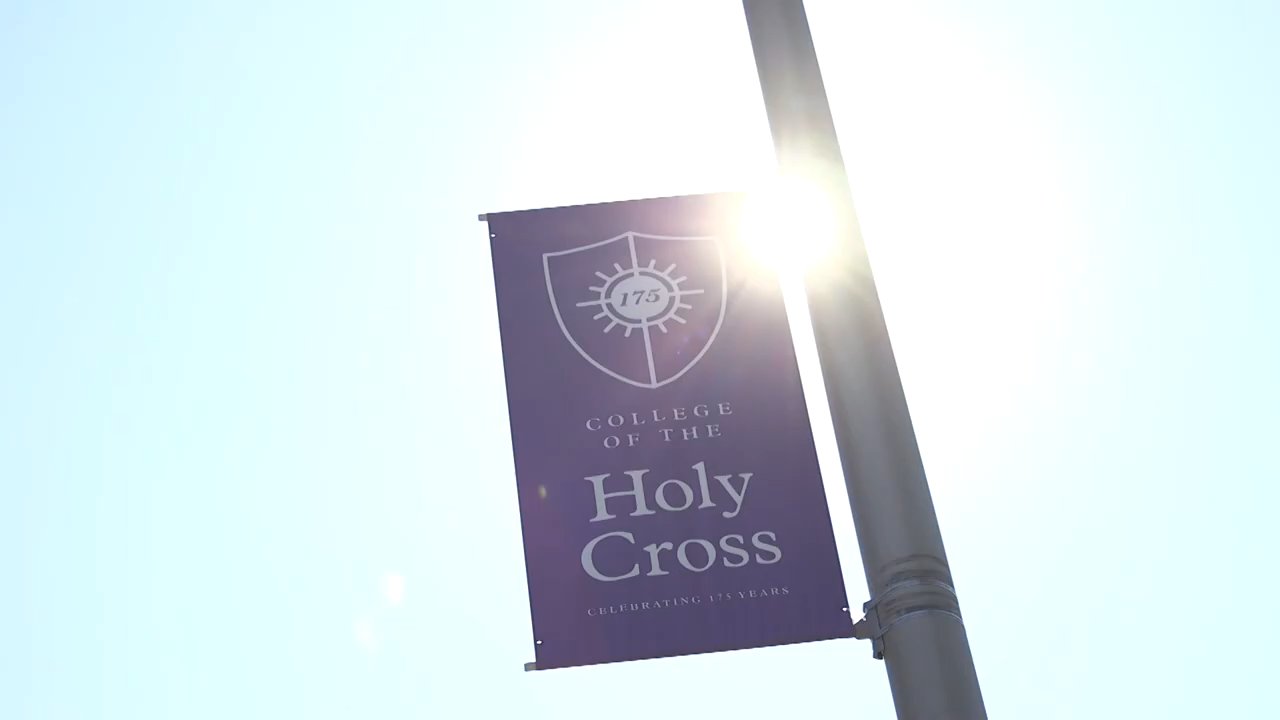 175
COLLEGE
OF THE
Holy
Cross
CELEBRATING 175 YEARS